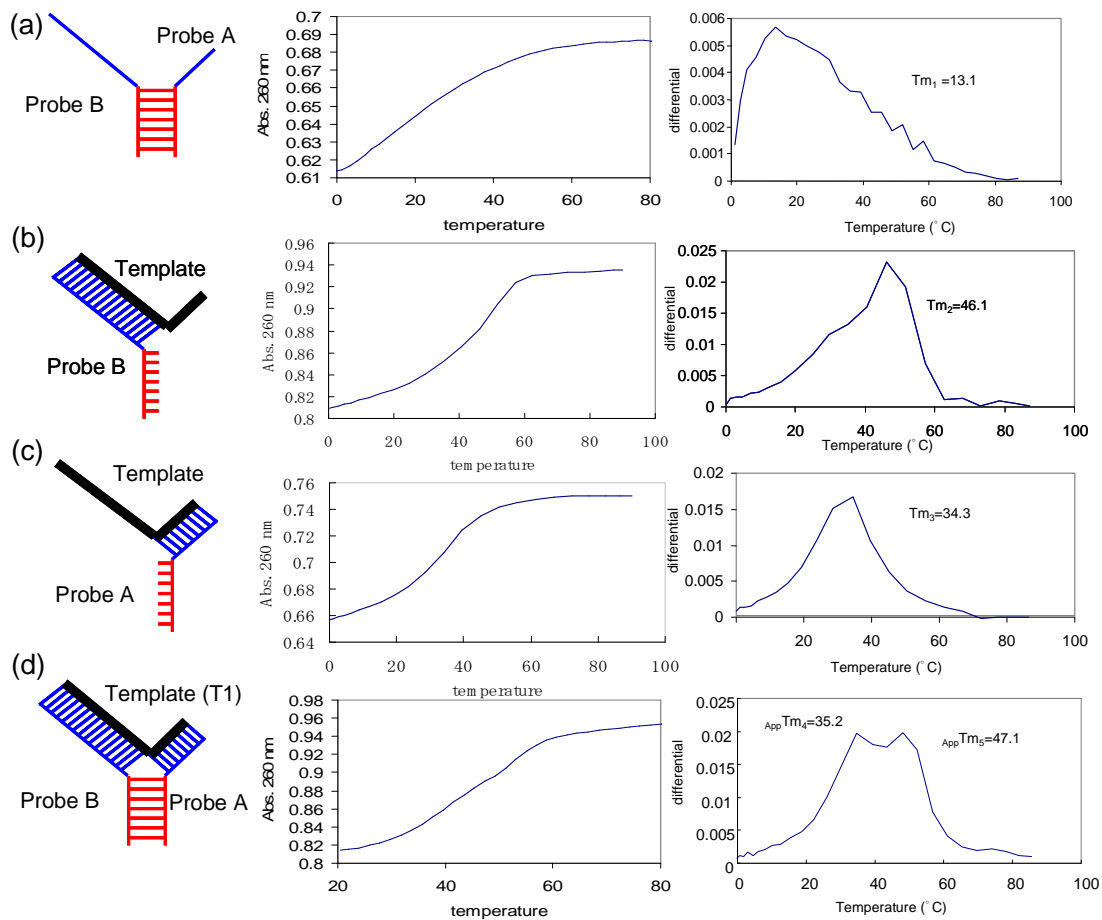 (a)
Probe A
Probe B
Abs. 260 nm
0.7
0.69
0.68
0.67
0.66
0.65
0.64
0.63
0.62
0.61
0 20 40 60 80
temperature
differential
0.006
0.005
0.004
0.003
0.002
0.001
0
Tm1 =13.1
0 20 40 60 80 100
Temperature (°C)
(b)
Template
Probe B
Abs. 260 nm
0.96
0.94
0.92
0.9
0.88
0.86
0.84
0.82
0.8
0 20 40 60 80 100
temperature
differential
0.025
0.02
0.015
0.01
0.005
0
Tm2=46.1
0 20 40 60 80 100
Temperature (°C)
(c)
Template
Probe A
Abs. 260 nm
0.76
0.74
0.72
0.7
0.68
0.66
0.64
0 20 40 60 80 100
temperature
differential
0.02
0.015
0.01
0.005
0
Tm3=34.3
0 20 40 60 80 100
Temperature (°C)
(d)
Template (T1)
Probe B Probe A
Abs. 260 nm
0.98
0.96
0.94
0.92
0.9
0.88
0.86
0.84
0.82
0.8
20 40 60 80
temperature
differential
0.025
0.02
0.015
0.01
0.005
0
AppTm4=35.2
AppTm5=47.1
0 20 40 60 80 100
Temperature (°C)